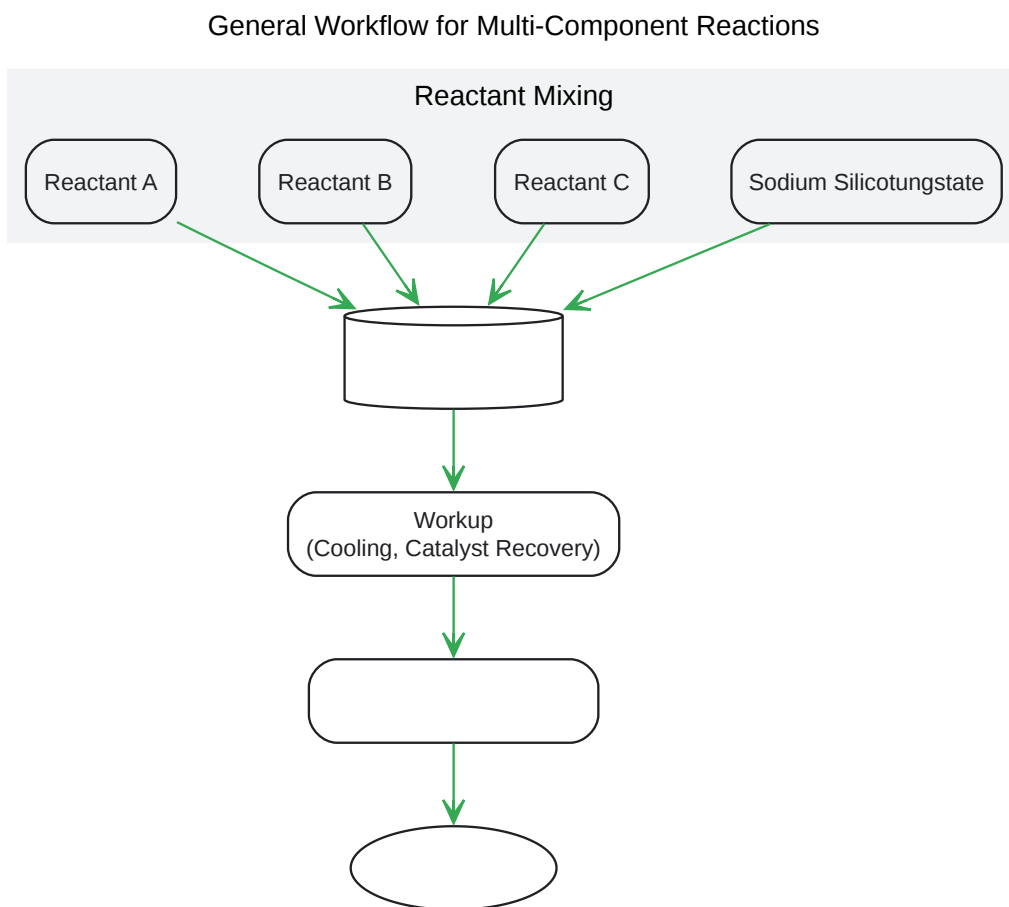 General Workflow for Multi-Component Reactions
Reactant Mixing
Reactant A
Reactant B
Reactant C
Sodium Silicotungstate
Workup
(Cooling, Catalyst Recovery)